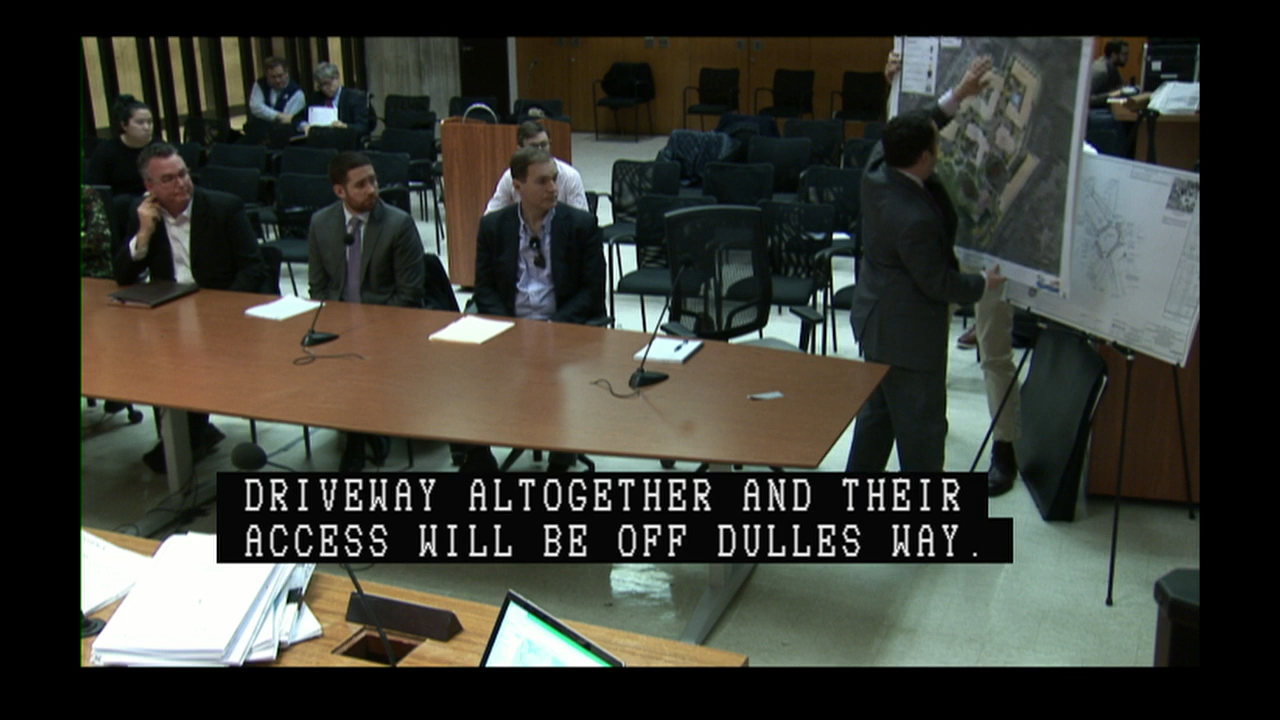 DRIVEWAY ALTOGETHER AND THEIR
ACCESS WILL BE OFF DULLES WAY.